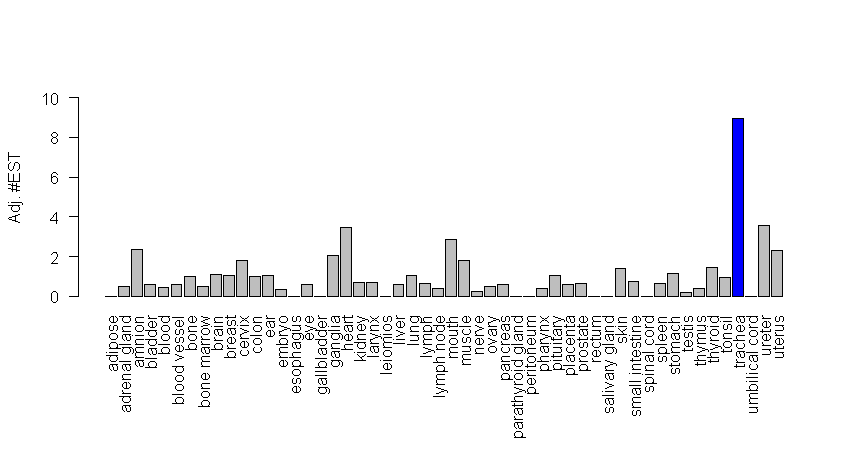 Adj. #EST
10
8
6
4
2
0
adipose
adrenal gland
amnion
bladder
blood
blood vessel
bone
bone marrow
brain
breast
cervix
colon
ear
embryo
esophagus
eye
gallbladder
ganglia
heart
kidney
larynx
leiomios
liver
lung
lymph
lymph node
mouth
muscle
nerve
ovary
pancreas
parathyroid gland
peritoneum
pharynx
pituitary
placenta
prostate
rectum
salivary gland
skin
small intestine
spinal cord
spleen
stomach
testis
thymus
thyroid
tonsil
trachea
umbilical cord
ureter
uterus